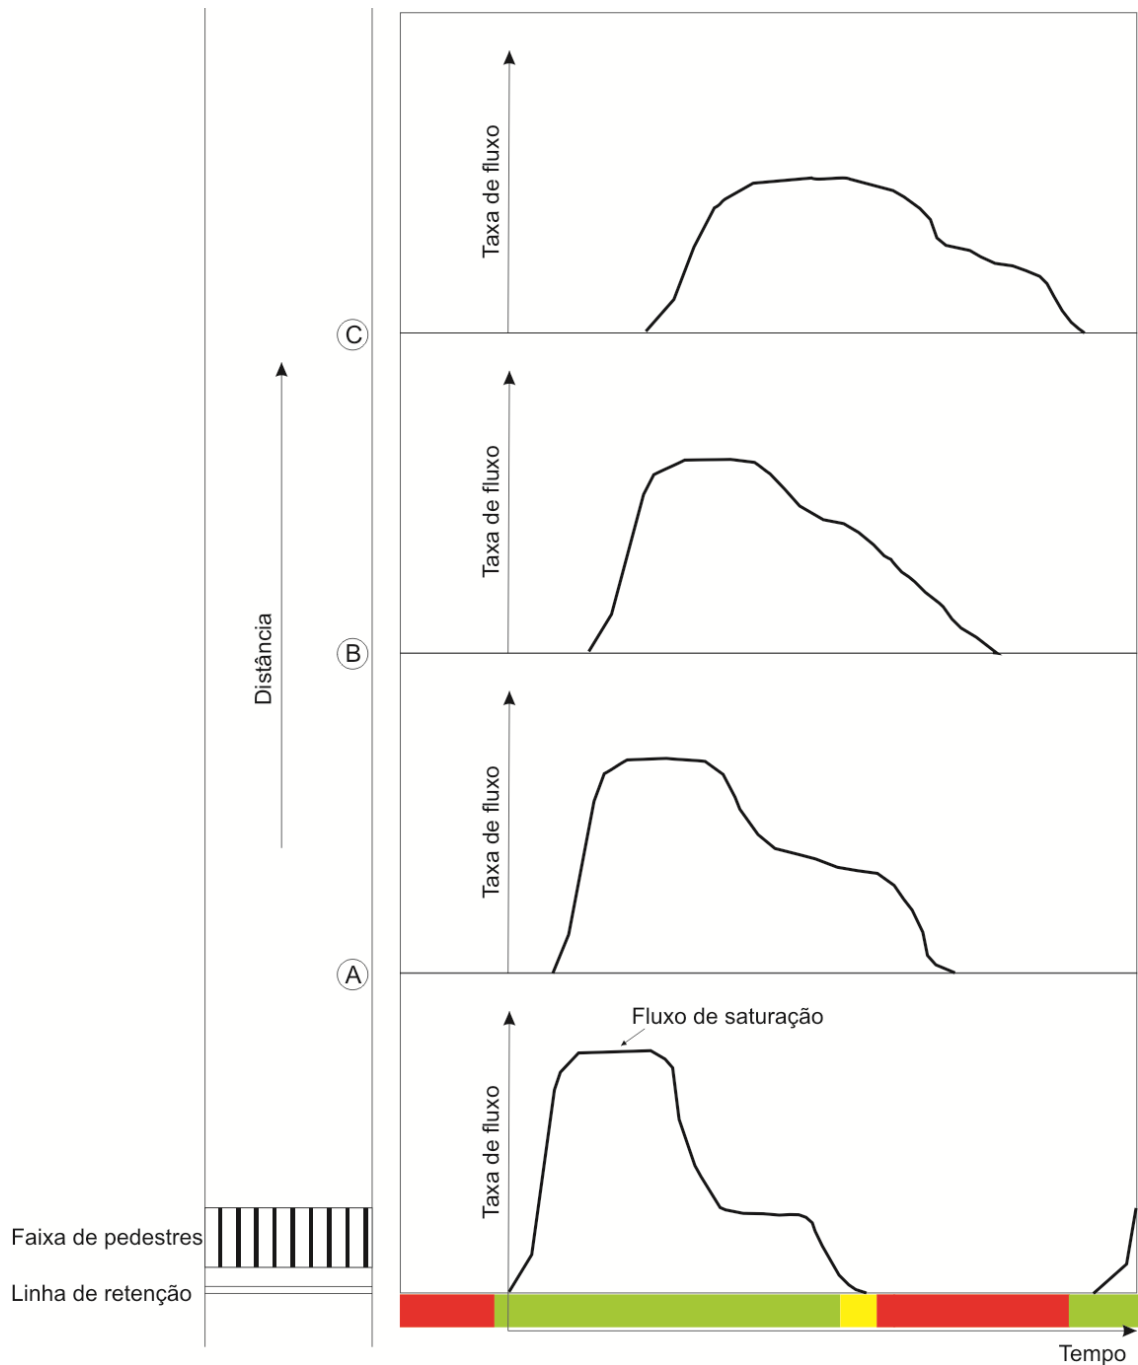 Taxa de fluxo
C
Taxa de fluxo
Distância
B
Taxa de fluxo
A
Fluxo de saturação
Taxa de fluxo
Faixa de pedestres
Linha de retenção
Tempo